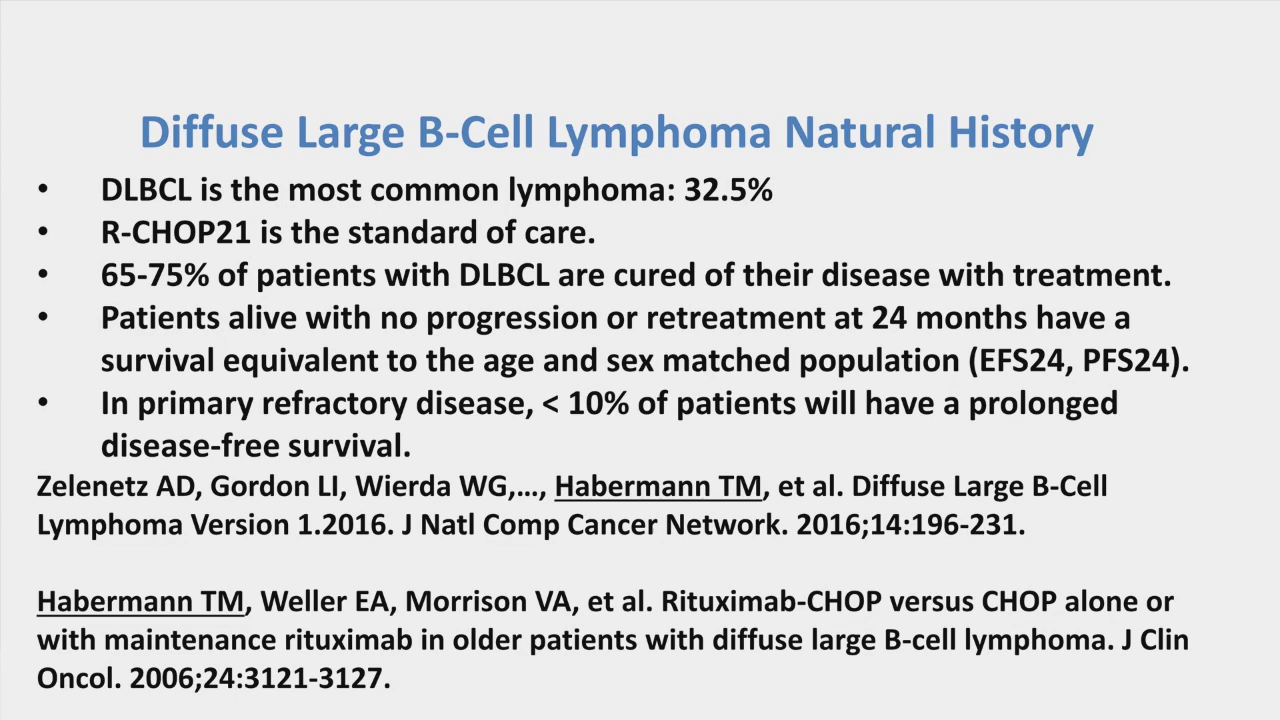 Diffuse Large B-Cell Lymphoma Natural History
• DLBCL is the most common lymphoma: 32.5%
• R-CHOP21 is the standard of care.
• 65-75% of patients with DLBCL are cured of their disease with treatment.
• Patients alive with no progression or retreatment at 24 months have a
survival equivalent to the age and sex matched population (EFS24, PFS24).
• In primary refractory disease, < 10% of patients will have a prolonged
disease-free survival.
Zelenetz AD, Gordon LI, Wierda WG,…, Habermann TM, et al. Diffuse Large B-Cell
Lymphoma Version 1.2016. J Natl Comp Cancer Network. 2016;14:196-231.
Habermann TM, Weller EA, Morrison VA, et al. Rituximab-CHOP versus CHOP alone or
with maintenance rituximab in older patients with diffuse large B-cell lymphoma. J Clin
Oncol. 2006;24:3121-3127.